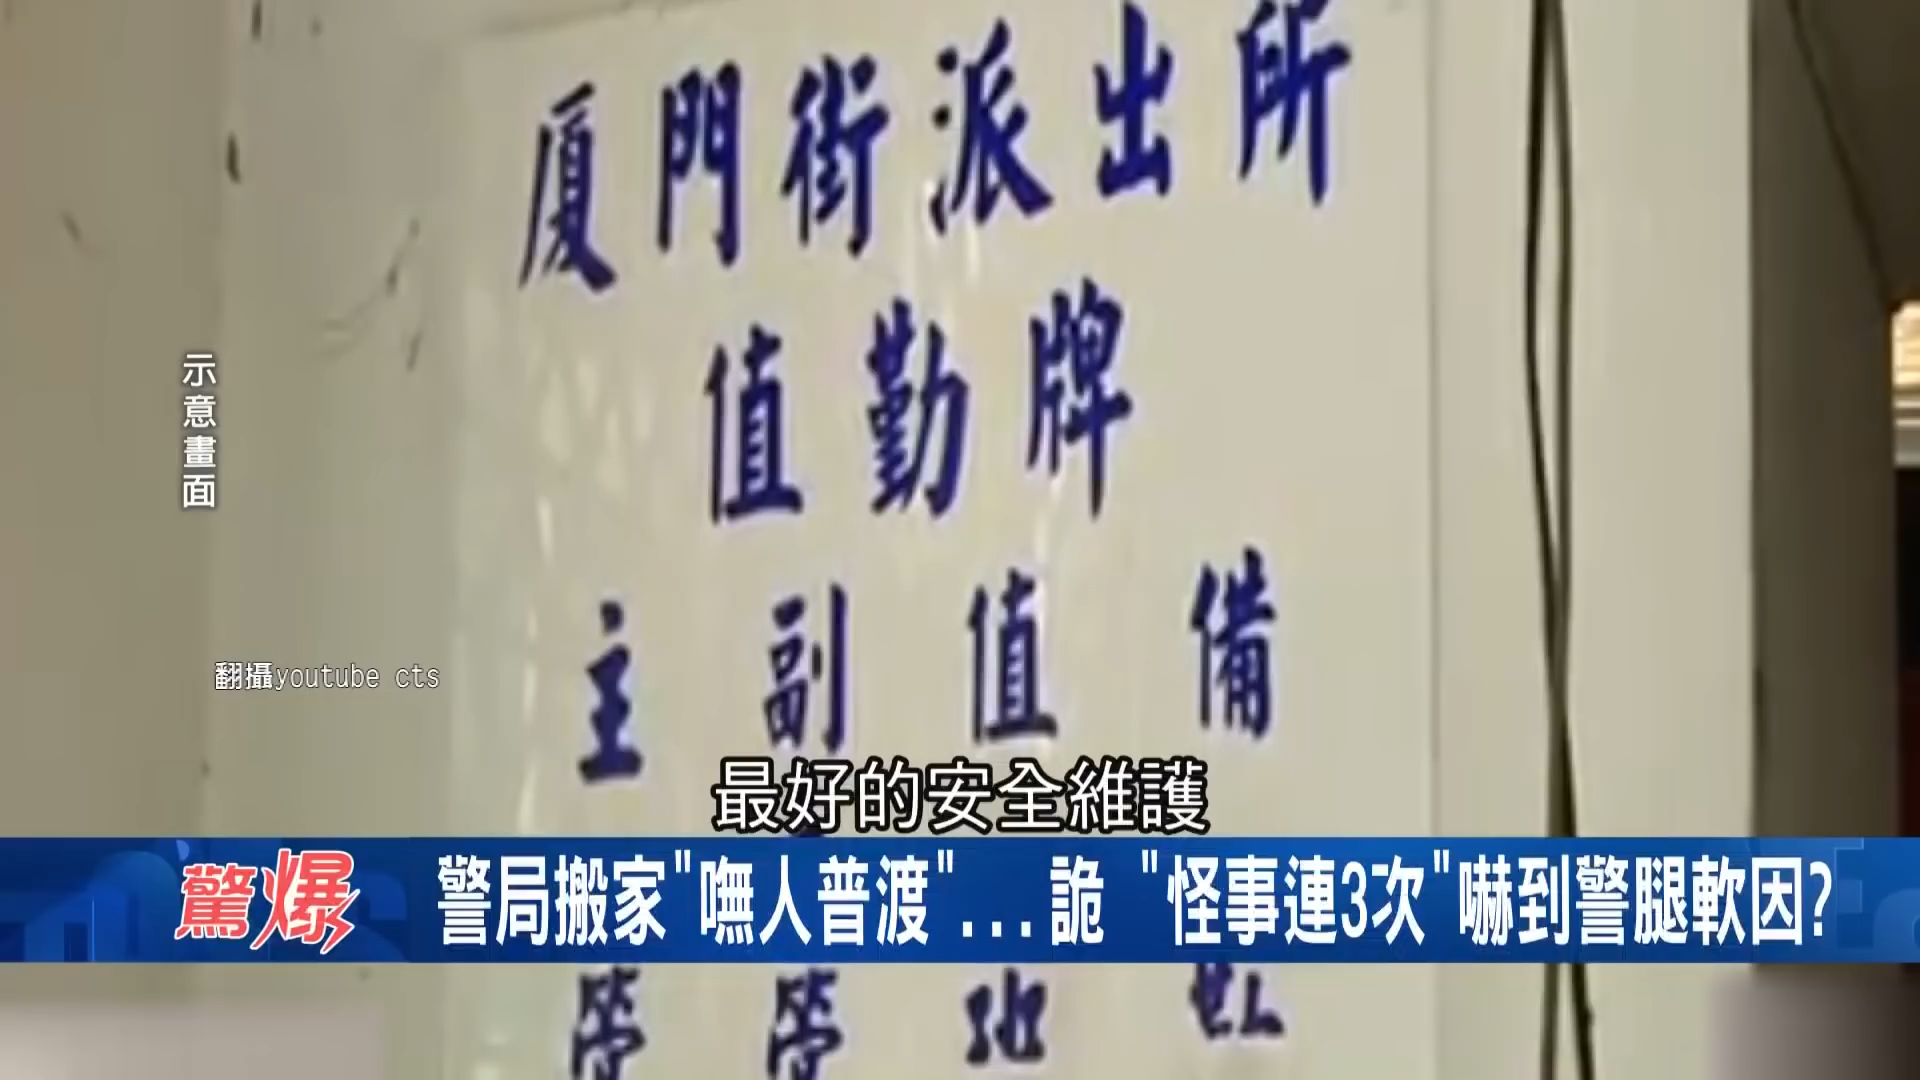 廈門街派出所
值勤牌
主 副 值 備
示意畫面
翻攝youtube cts
最好的安全維護
驚爆 警局搬家"嘸人普渡"...詭 "怪事連3次"嚇到警腿軟因?